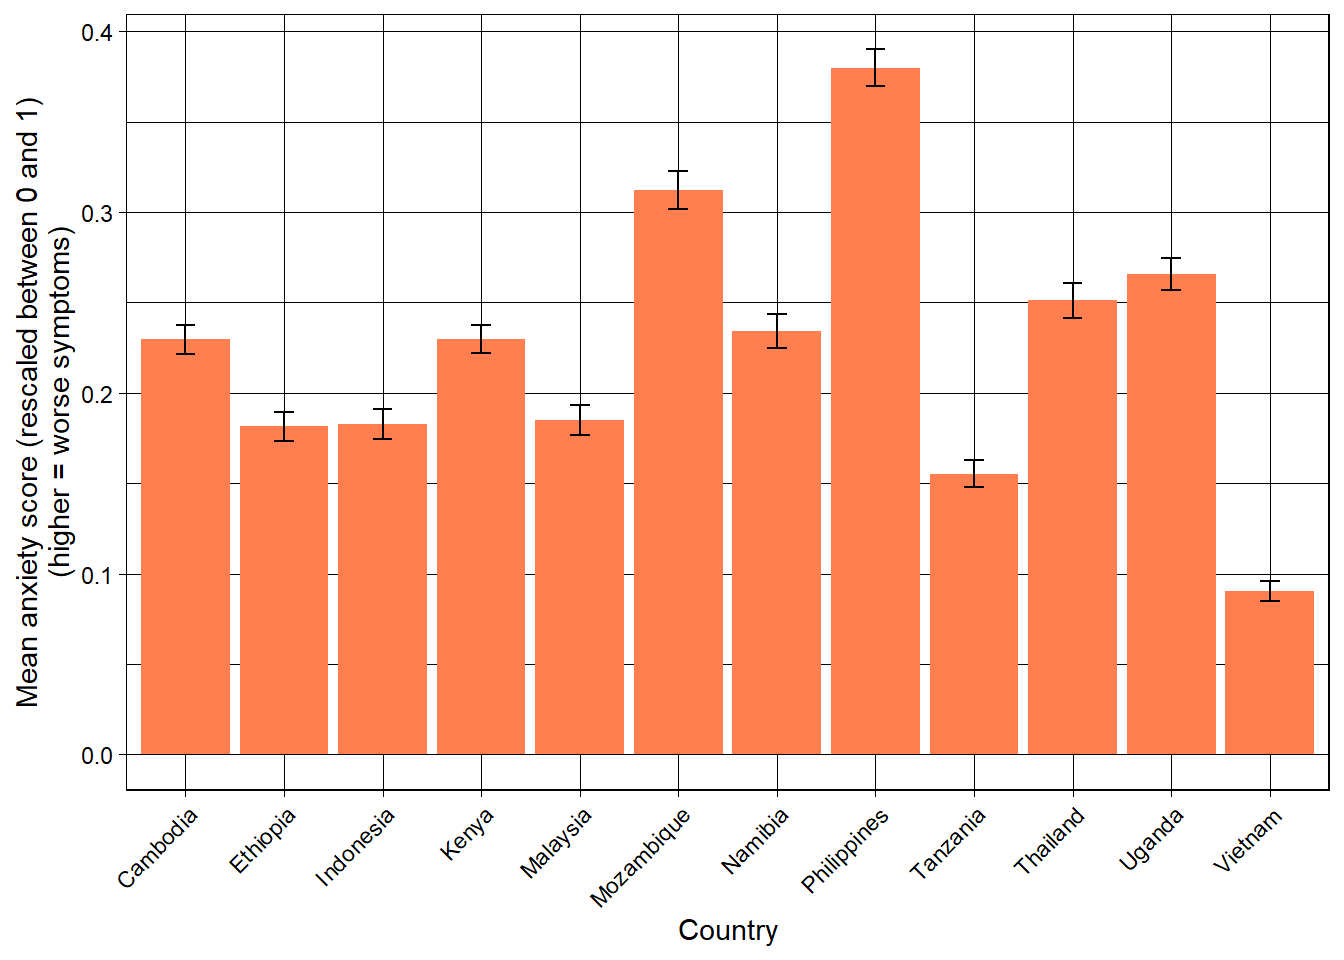 Mean anxiety score (rescaled between 0 and 1)
(higher = worse symptoms)
0.4
0.3
0.2
0.1
0.0
Cambodia
Ethiopia
Indonesia
Kenya
Malaysia
Mozambique
Namibia
Philippines
Tanzania
Thailand
Uganda
Vietnam
Country